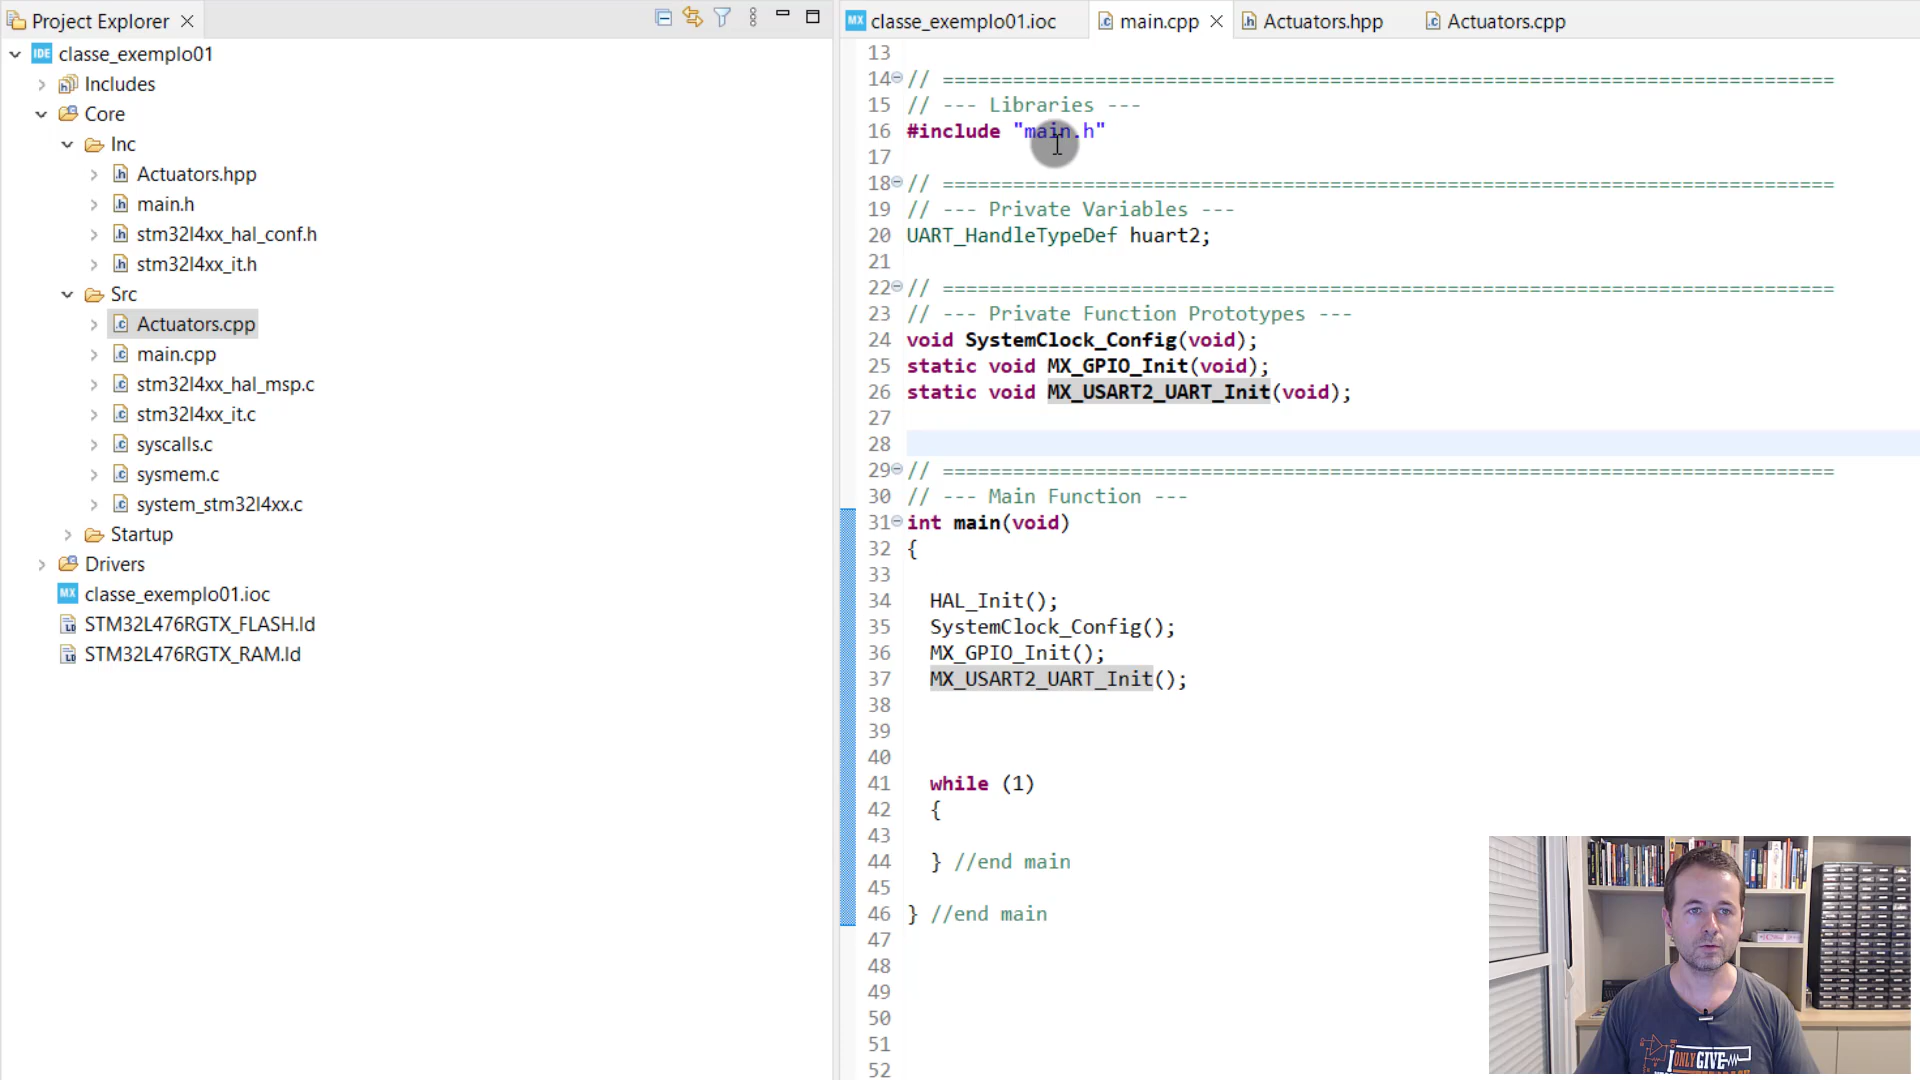 Project Explorer
classe_exemplo01
Includes
Core
Inc
Actuators.hpp
main.h
stm32l4xx_hal_conf.h
stm32l4xx_it.h
Src
Actuators.cpp
main.cpp
stm32l4xx_hal_msp.c
stm32l4xx_it.c
syscalls.c
sysmem.c
system_stm32l4xx.c
Startup
Drivers
classe_exemplo01.ioc
STM32L476RGTX_FLASH.ld
STM32L476RGTX_RAM.ld
classe_exemplo01.ioc main.cpp Actuators.hpp Actuators.cpp
13
14 // ============================================================================
15 // --- Libraries ---
16 #include "main.h"
17
18 // ============================================================================
19 // --- Private Variables ---
20 UART_HandleTypeDef huart2;
21
22 // ============================================================================
23 // --- Private Function Prototypes ---
24 void SystemClock_Config(void);
25 static void MX_GPIO_Init(void);
26 static void MX_USART2_UART_Init(void);
27
28
29 // ============================================================================
30 // --- Main Function ---
31 int main(void)
32 {
33
34 HAL_Init();
35 SystemClock_Config();
36 MX_GPIO_Init();
37 MX_USART2_UART_Init();
38
39
40
41 while (1)
42 {
43
44 } //end main
45
46 } //end main
47
48
49
50
51
52
I ONLY GIVE